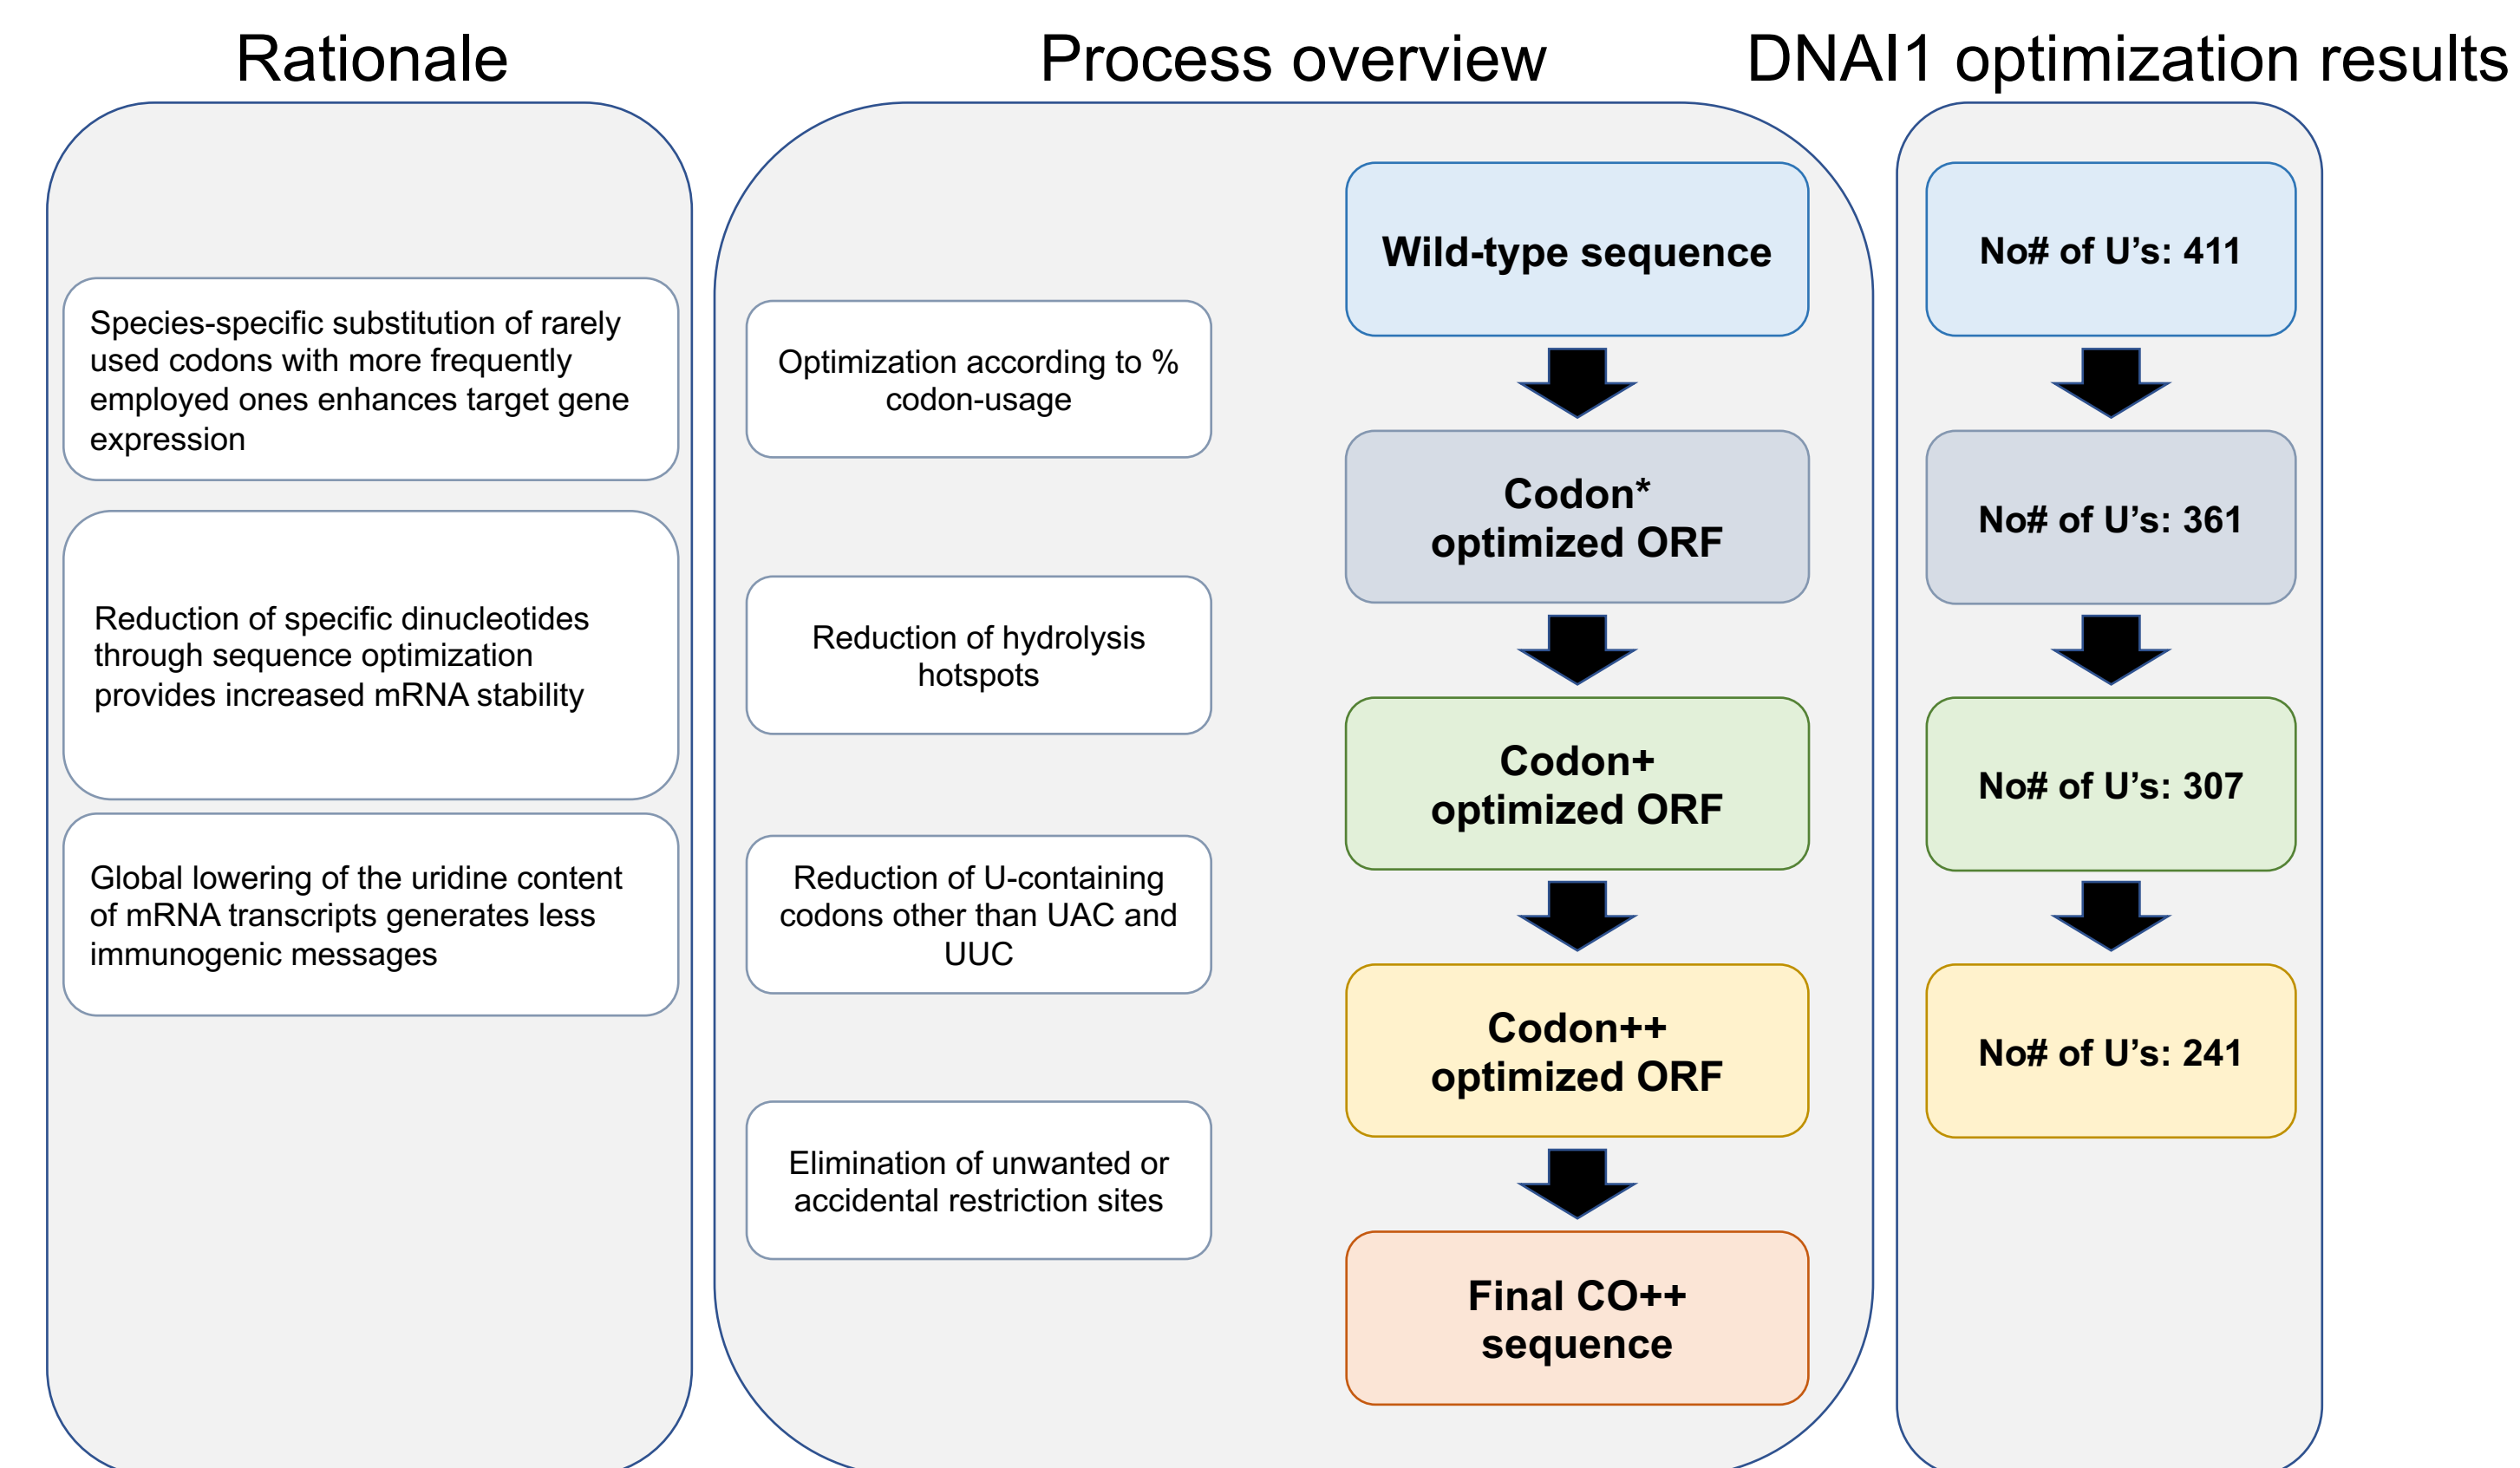 Rationale
Process overview
DNAI1 optimization results
Species-specific substitution of rarely
used codons with more frequently
employed ones enhances target gene
expression
Reduction of specific dinucleotides
through sequence optimization
provides increased mRNA stability
Global lowering of the uridine content
of mRNA transcripts generates less
immunogenic messages
Optimization according to %
codon-usage
Reduction of hydrolysis
hotspots
Reduction of U-containing
codons other than UAC and
UUC
Elimination of unwanted or
accidental restriction sites
Wild-type sequence
Codon*
optimized ORF
Codon+
optimized ORF
Codon++
optimized ORF
Final CO++
sequence
No# of U’s: 411
No# of U’s: 361
No# of U’s: 307
No# of U’s: 241